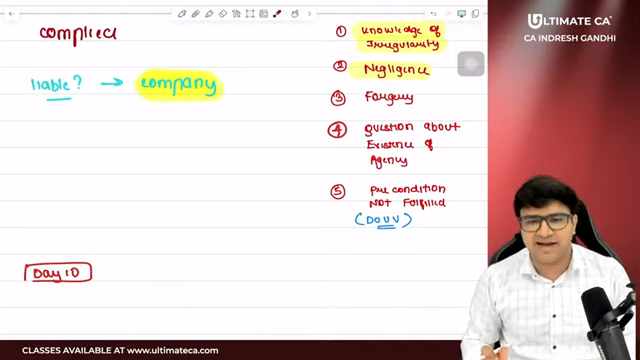 complied
liable? → company
Day 10
① Knowledge of
Irregularity
② Negligence
③ Forgery
④ Question about
Existence of
Agency
⑤ Pre condition
NOT Fulfilled
(DOUV)
ULTIMATE CA
CA INDRESH GANDHI
CLASSES AVAILABLE AT www.ultimateca.com